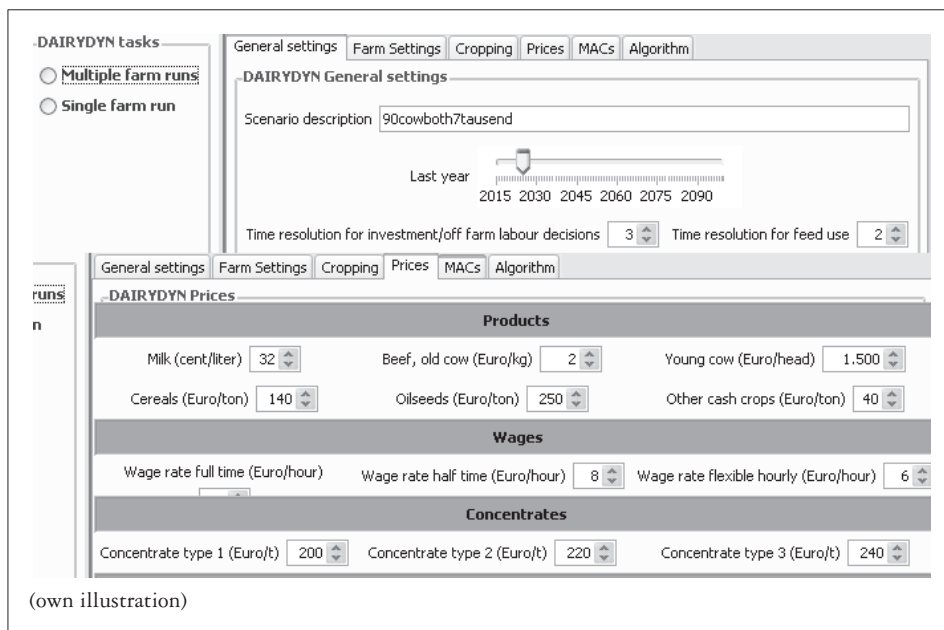 DAIRYDYN tasks
Multiple farm runs
Single farm run
General settings Farm Settings Cropping Prices MACs Algorithm
DAIRYDYN General settings
Scenario description 90cowboth7tausend
Last year
2015 2030 2045 2060 2075 2090
Time resolution for investment/off farm labour decisions 3 Time resolution for feed use 2
runs
n
General settings Farm Settings Cropping Prices MACs Algorithm
DAIRYDYN Prices
Products
Milk (cent/liter) 32 Beef, old cow (Euro/kg) 2 Young cow (Euro/head) 1.500
Cereals (Euro/ton) 140 Oilseeds (Euro/ton) 250 Other cash crops (Euro/ton) 40
Wages
Wage rate full time (Euro/hour) Wage rate half time (Euro/hour) 8 Wage rate flexible hourly (Euro/hour) 6
Concentrates
Concentrate type 1 (Euro/t) 200 Concentrate type 2 (Euro/t) 220 Concentrate type 3 (Euro/t) 240
(own illustration)